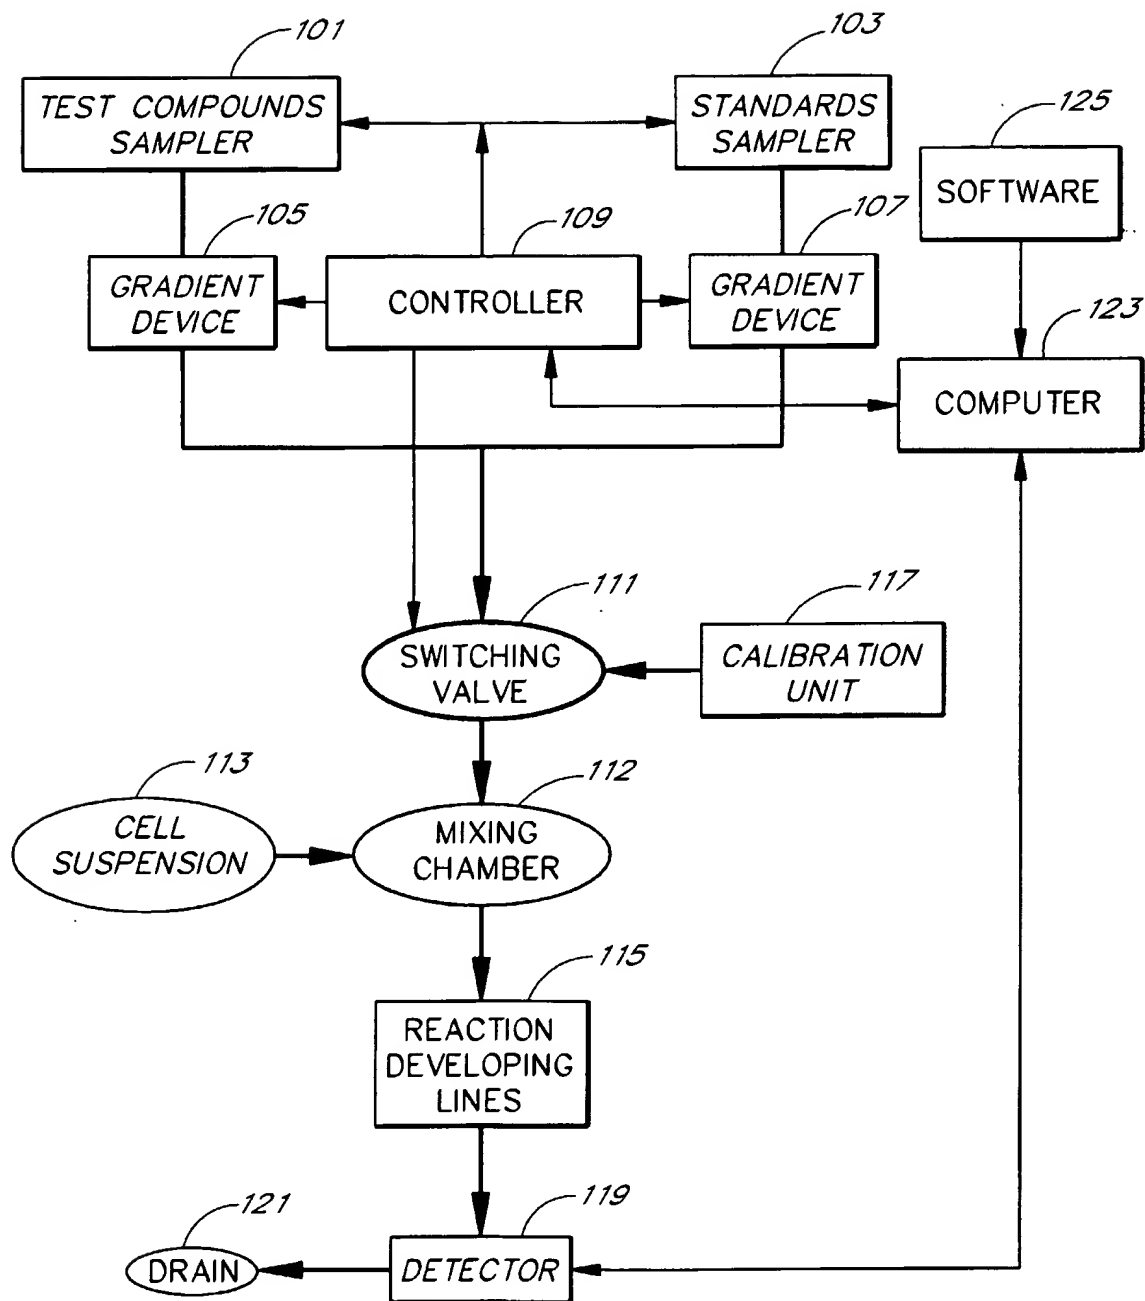 101
TEST COMPOUNDS
SAMPLER
103
STANDARDS
SAMPLER
125
SOFTWARE
105
GRADIENT
DEVICE
109
CONTROLLER
107
GRADIENT
DEVICE
123
COMPUTER
111
SWITCHING
VALVE
117
CALIBRATION
UNIT
113
CELL
SUSPENSION
112
MIXING
CHAMBER
115
REACTION
DEVELOPING
LINES
121
DRAIN
119
DETECTOR